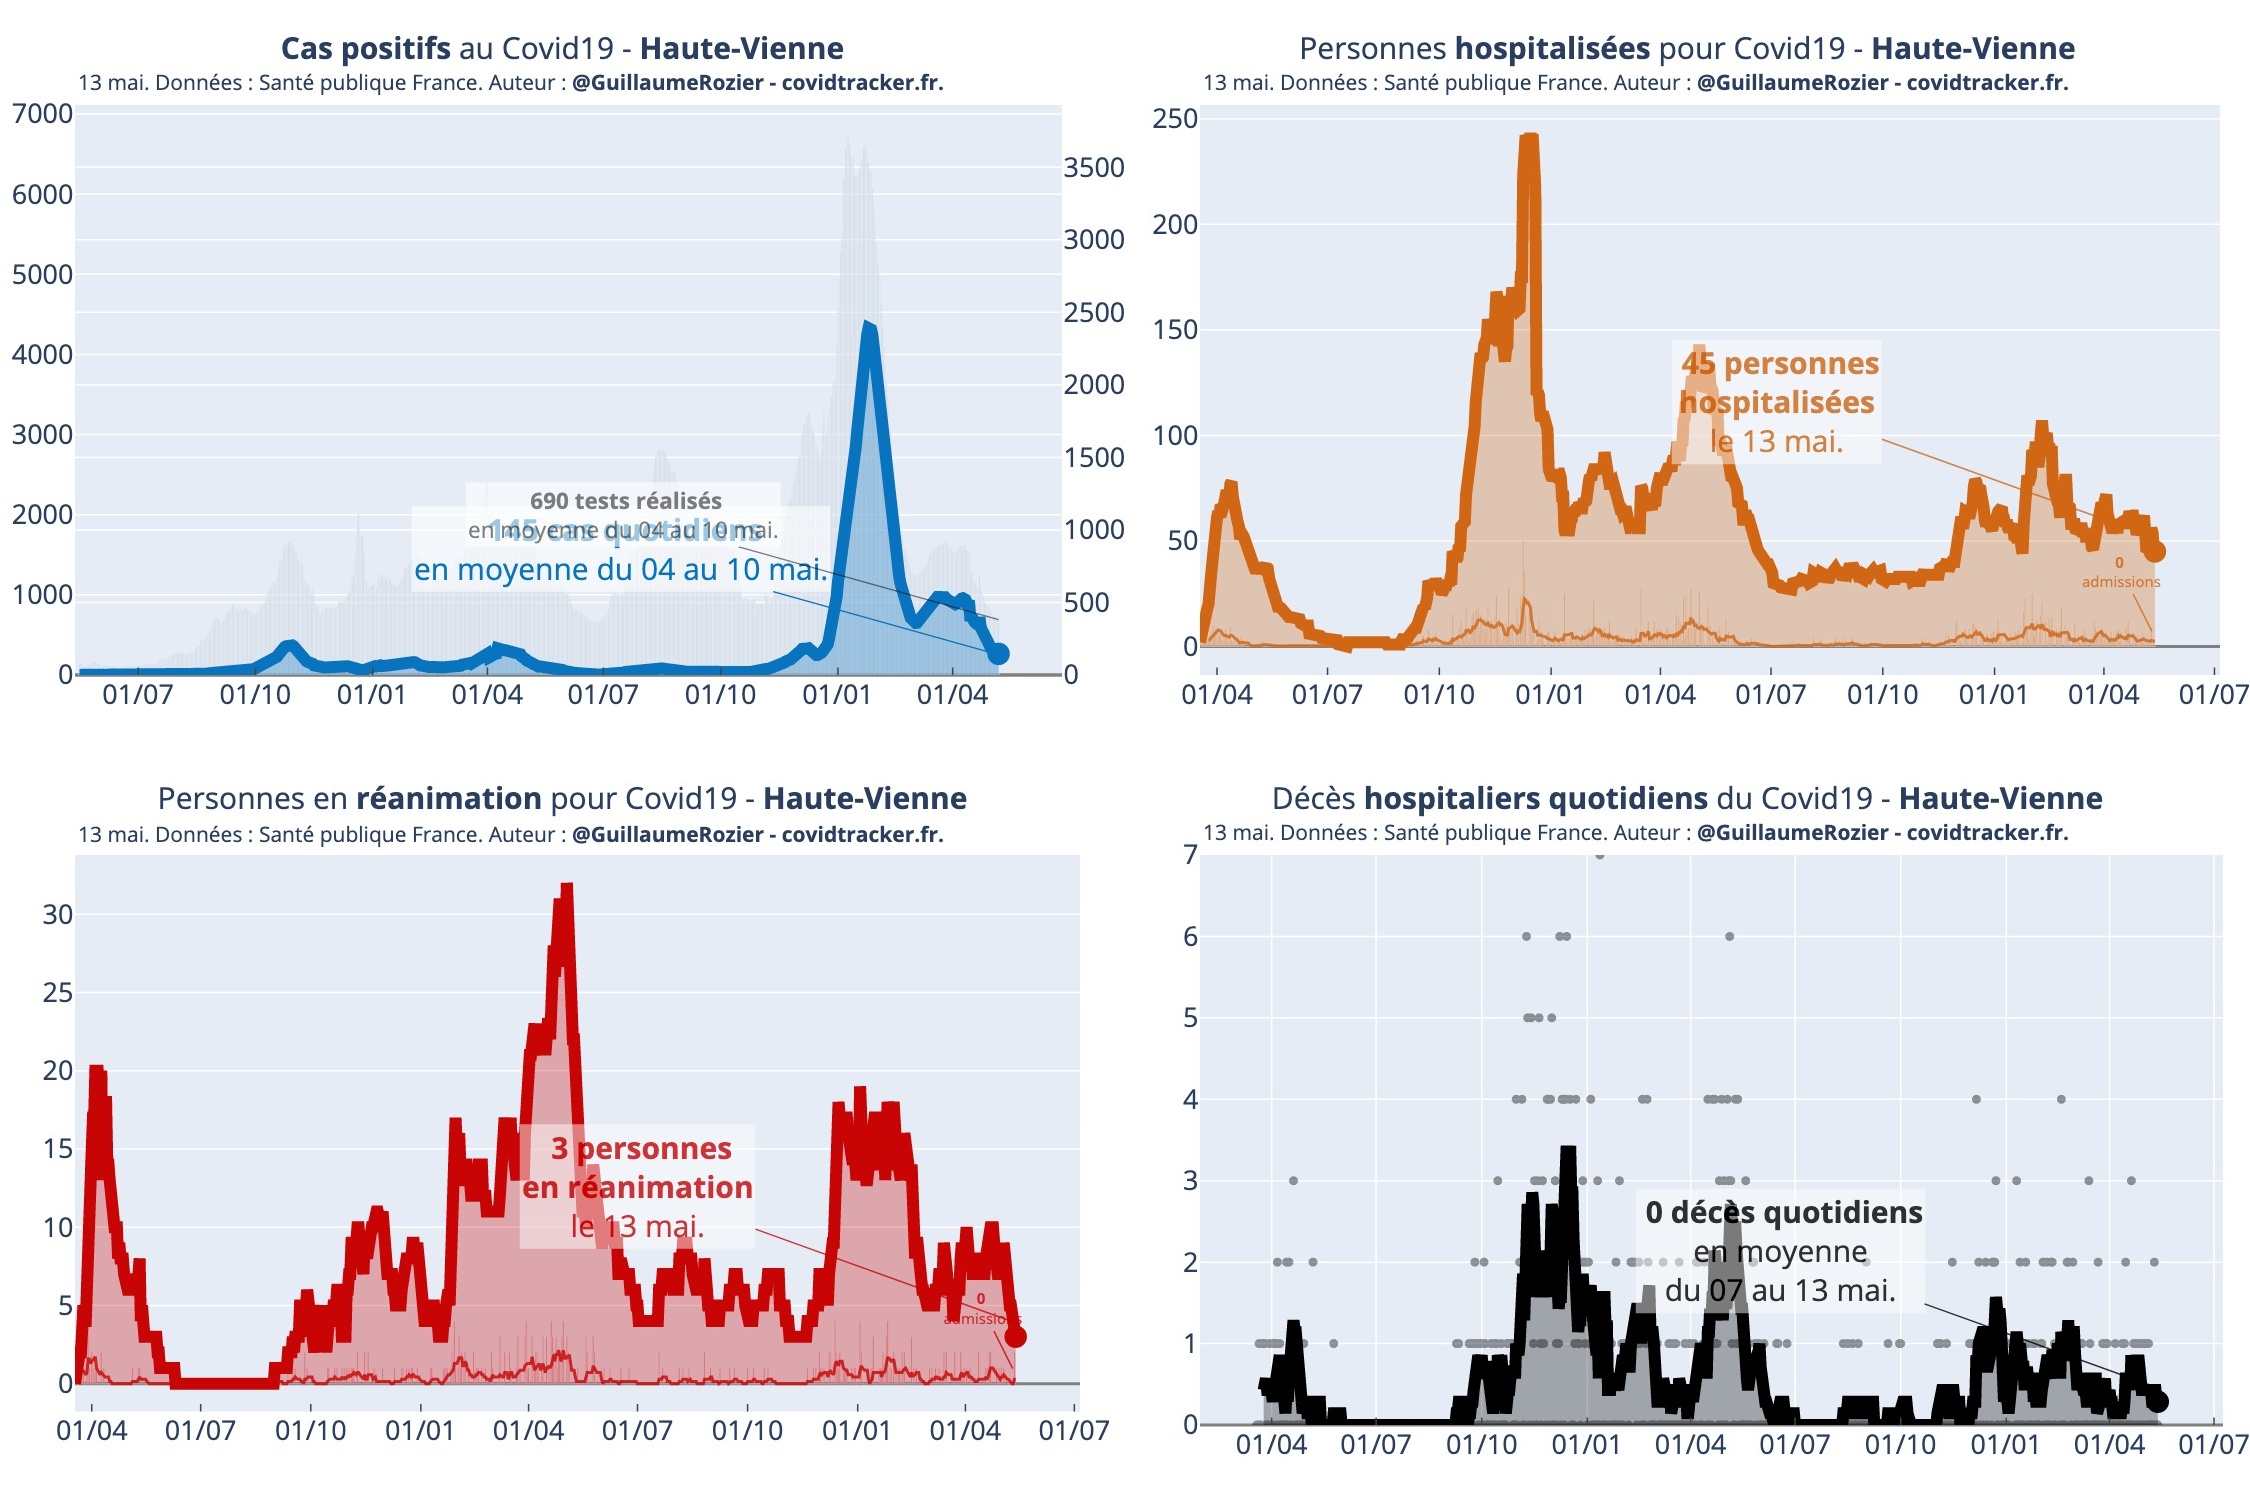 Cas positifs au Covid19 - Haute-Vienne
13 mai. Données : Santé publique France. Auteur : @GuillaumeRozier - covidtracker.fr.
7000
6000
5000
4000
3000
2000
1000
0
3500
3000
2500
2000
1500
1000
500
0
690 tests réalisés
en moyenne du 04 au 10 mai.
145 cas quotidiens
en moyenne du 04 au 10 mai.
01/07 01/10 01/01 01/04 01/07 01/10 01/01 01/04
Personnes hospitalisées pour Covid19 - Haute-Vienne
13 mai. Données : Santé publique France. Auteur : @GuillaumeRozier - covidtracker.fr.
250
200
150
100
50
0
45 personnes
hospitalisées
le 13 mai.
0
admissions
01/04 01/07 01/10 01/01 01/04 01/07 01/10 01/01 01/04 01/07
Personnes en réanimation pour Covid19 - Haute-Vienne
13 mai. Données : Santé publique France. Auteur : @GuillaumeRozier - covidtracker.fr.
30
25
20
15
10
5
0
3 personnes
en réanimation
le 13 mai.
0
admissions
01/04 01/07 01/10 01/01 01/04 01/07 01/10 01/01 01/04 01/07
Décès hospitaliers quotidiens du Covid19 - Haute-Vienne
13 mai. Données : Santé publique France. Auteur : @GuillaumeRozier - covidtracker.fr.
7
6
5
4
3
2
1
0
0 décès quotidiens
en moyenne
du 07 au 13 mai.
01/04 01/07 01/10 01/01 01/04 01/07 01/10 01/01 01/04 01/07